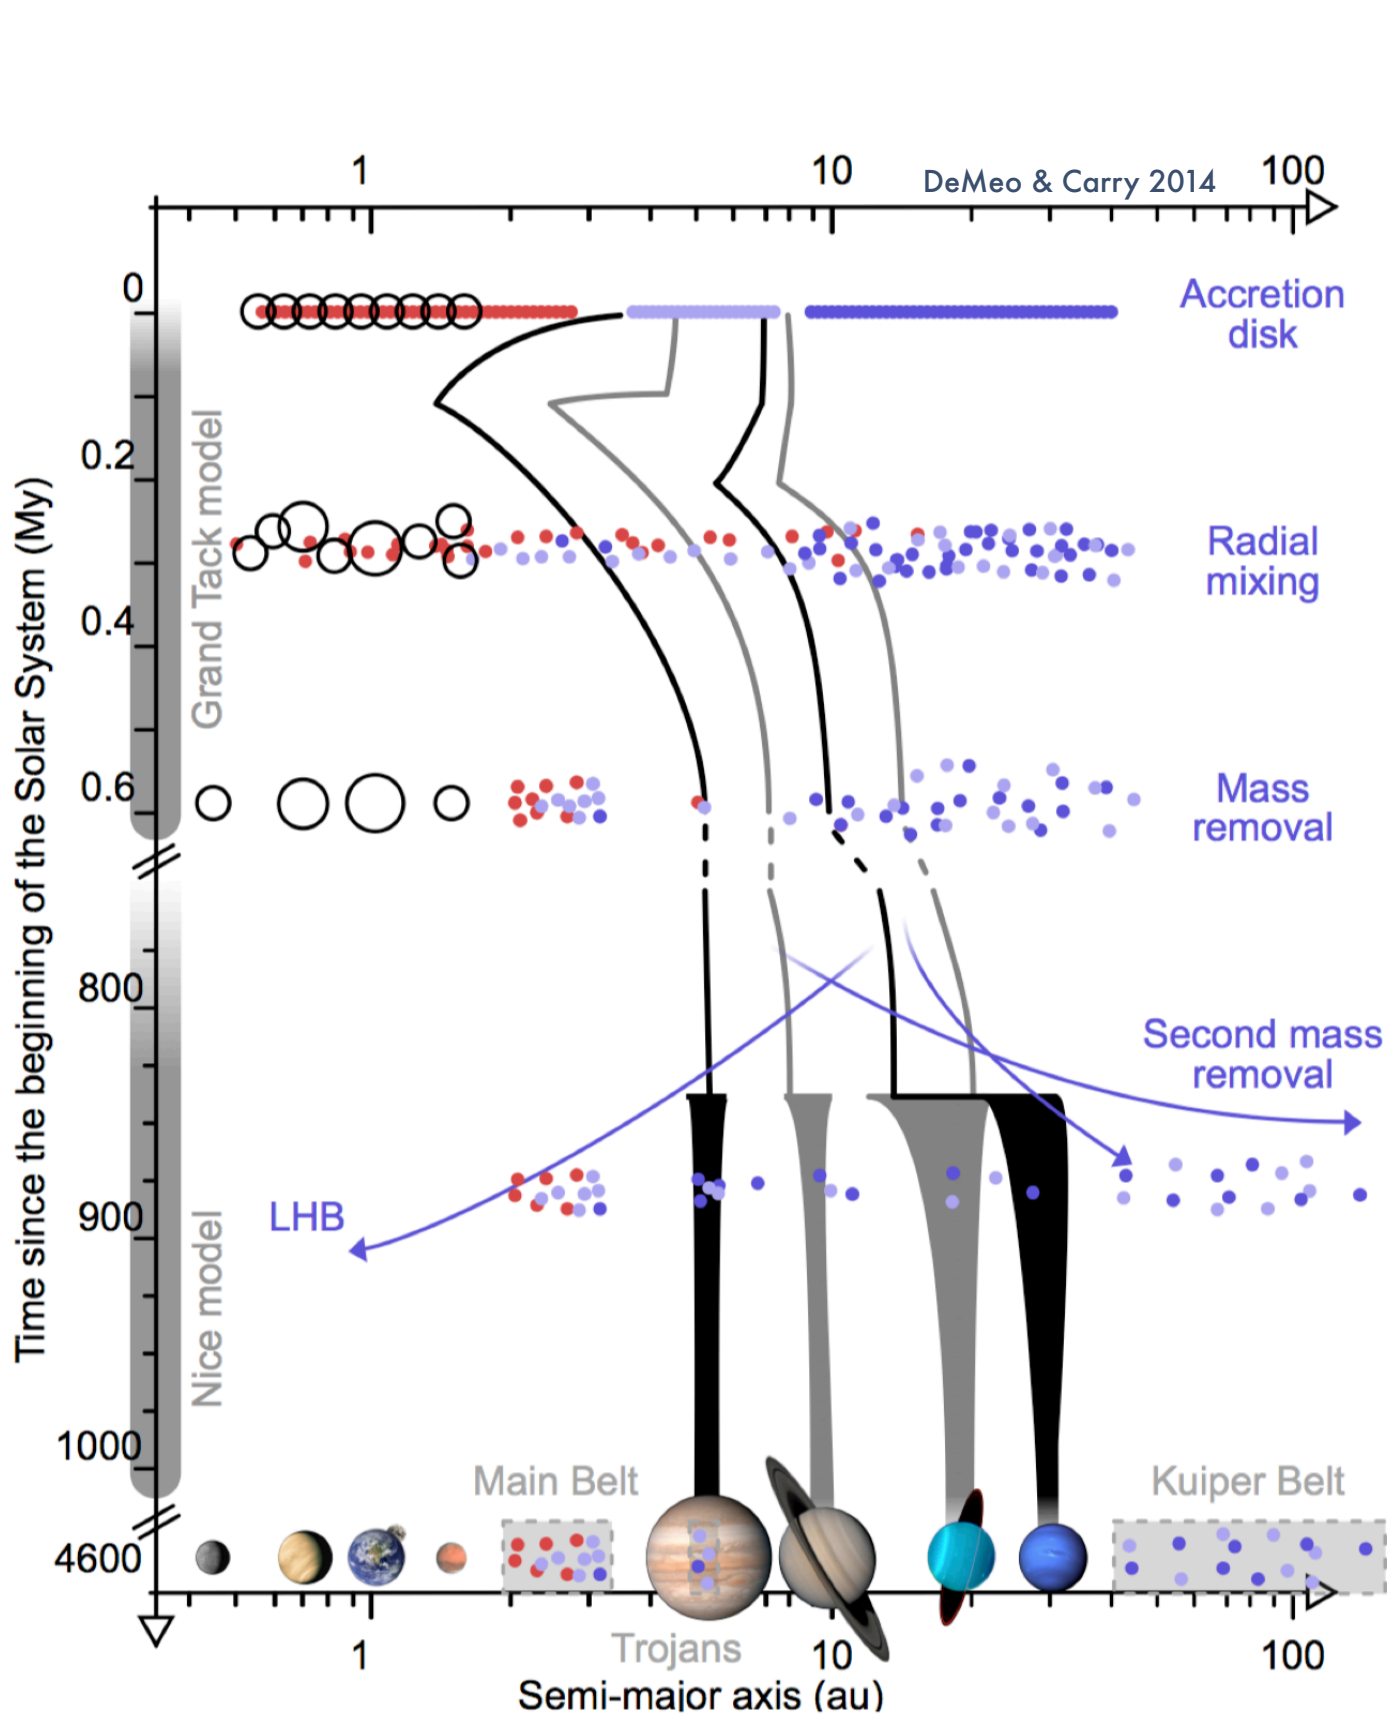 1 10 100
DeMeo & Carry 2014
0
Accretion
disk
0.2
Grand Tack model
Radial
mixing
0.4
0.6
Mass
removal
Time since the beginning of the Solar System (My)
800
Second mass
removal
900
LHB
Nice model
1000
Main Belt
Kuiper Belt
4600
Trojans
1 10 100
Semi-major axis (au)